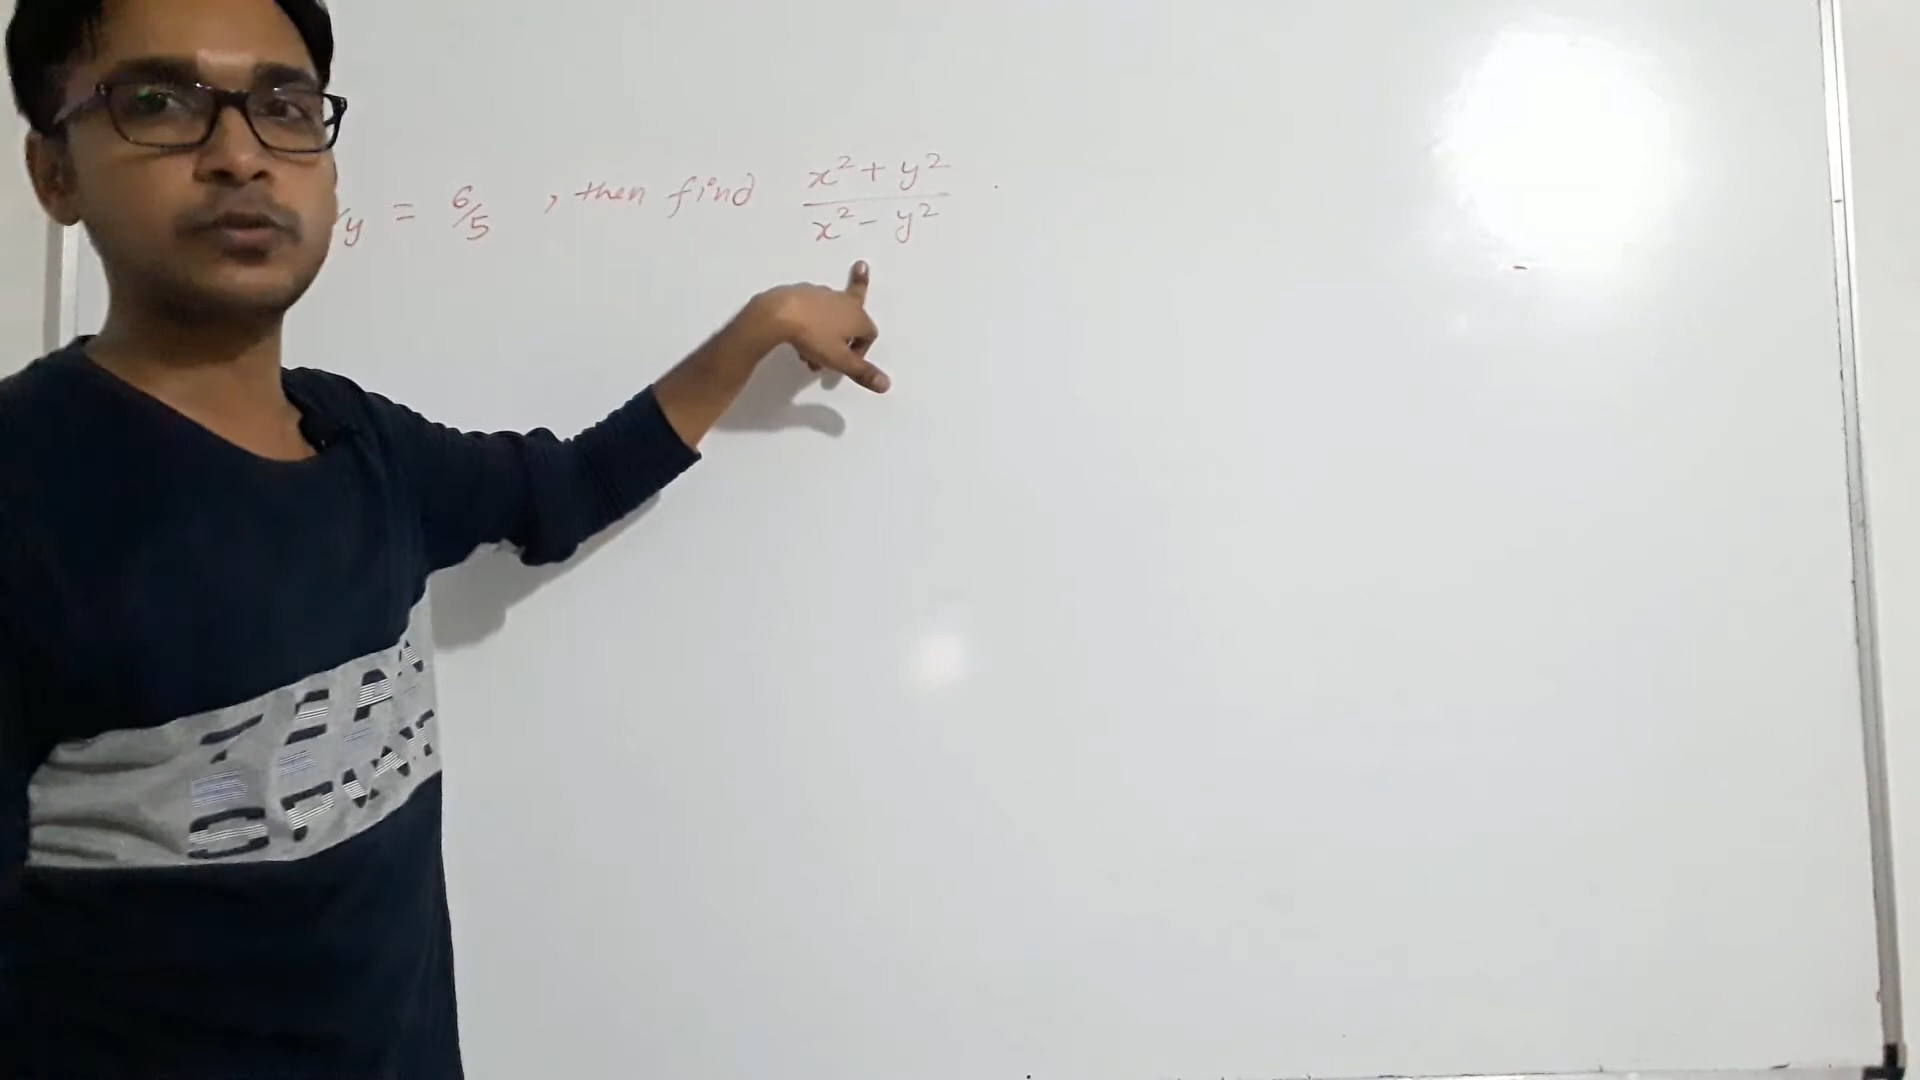 /y = 6/5 , then find (x² + y²)/(x² - y²) .